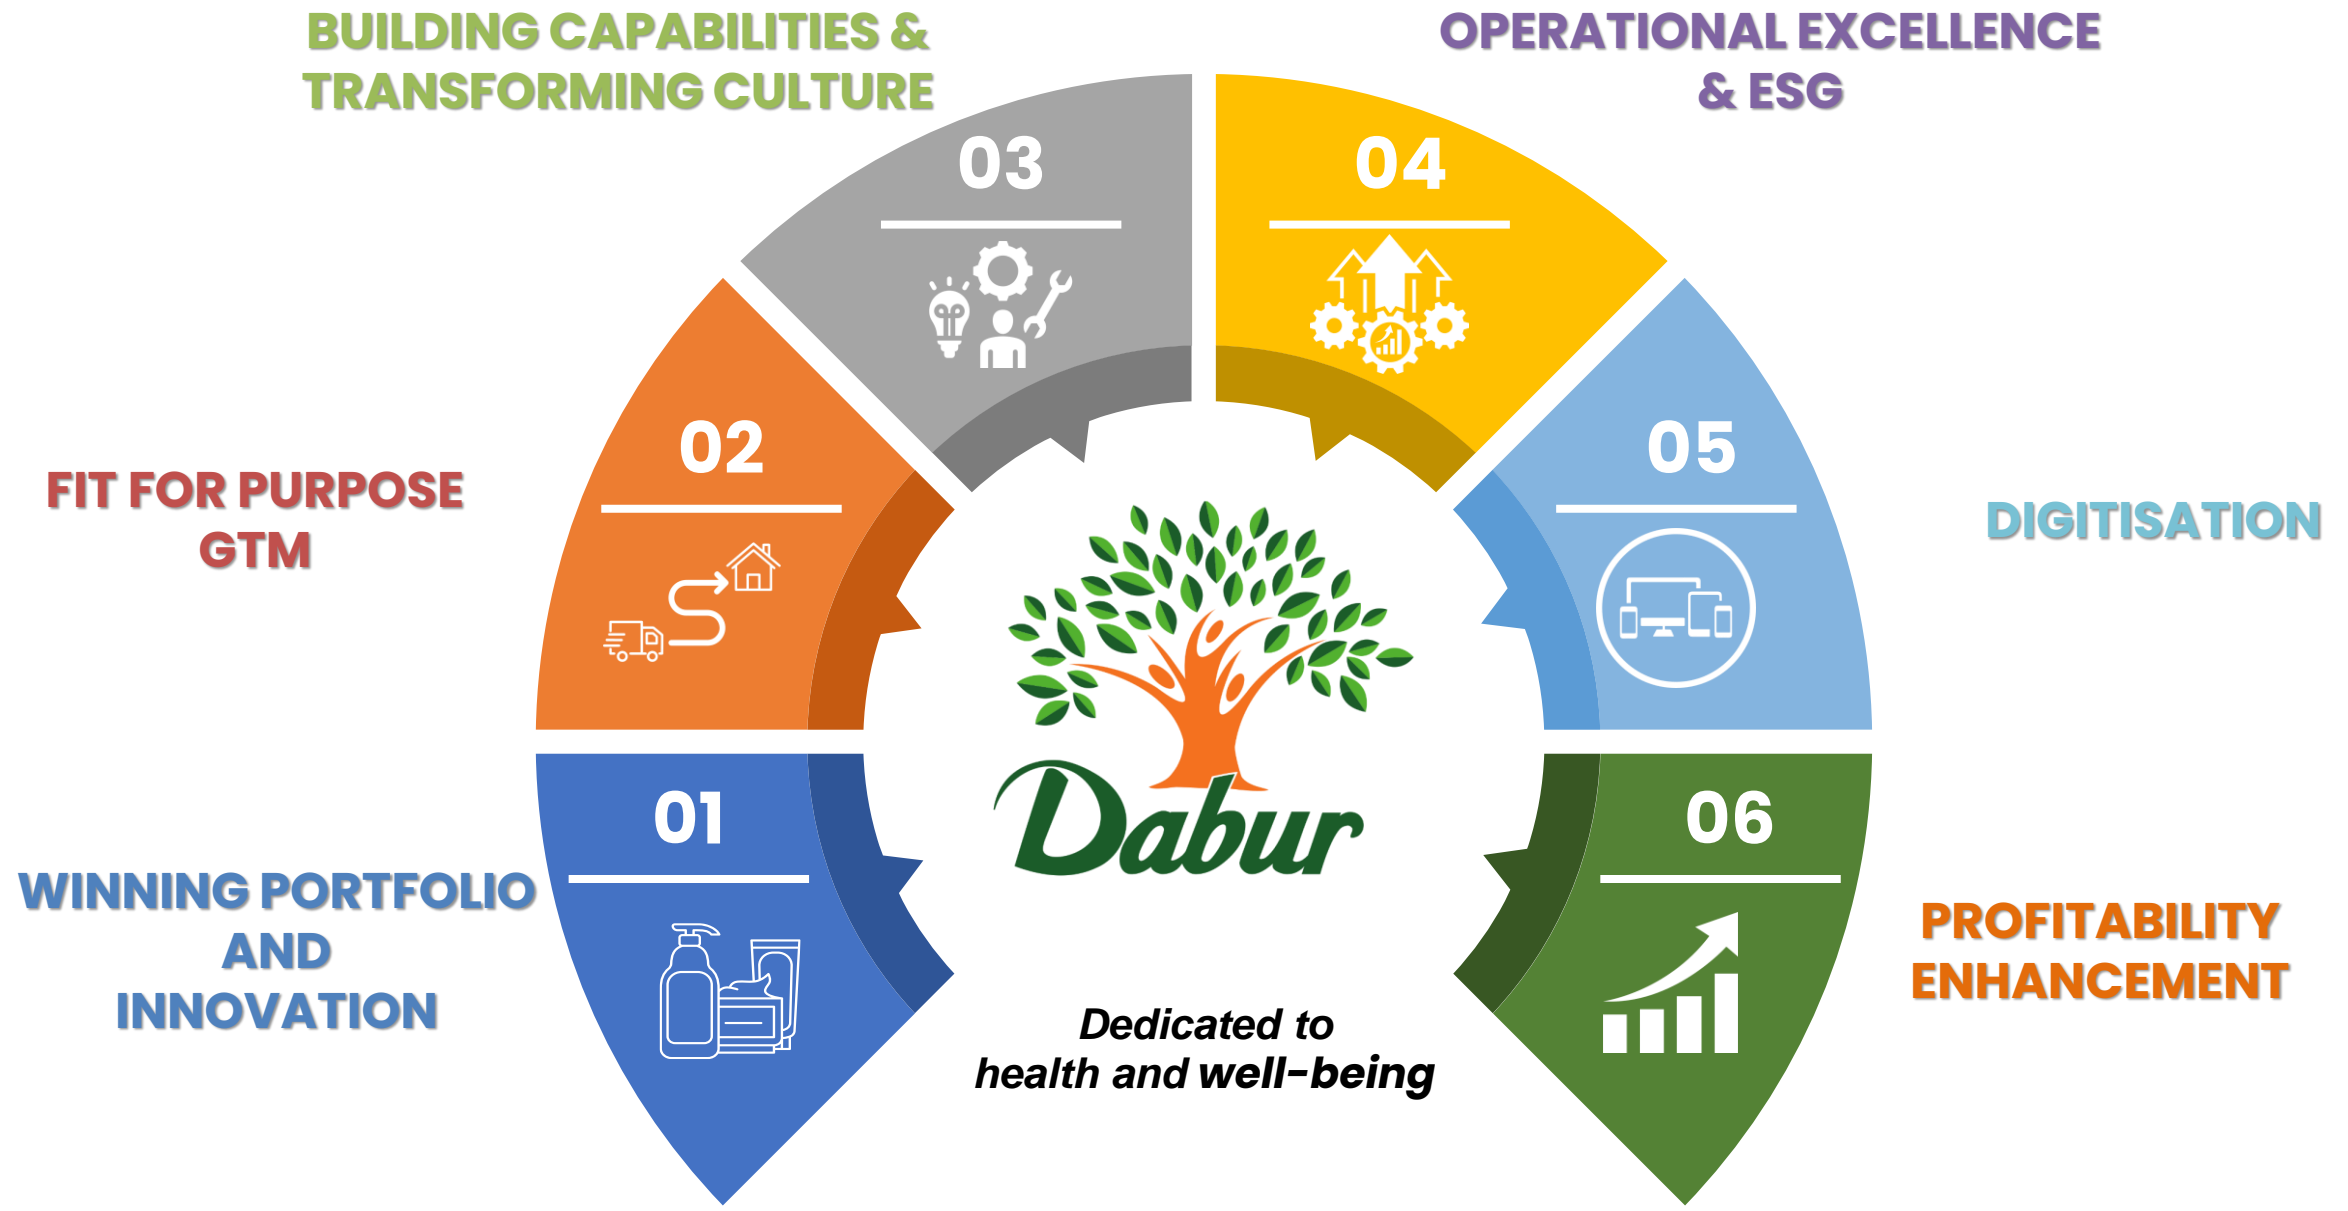 BUILDING CAPABILITIES &
TRANSFORMING CULTURE
OPERATIONAL EXCELLENCE
& ESG
03
04
02
05
FIT FOR PURPOSE
GTM
DIGITISATION
01
06
Dabur
WINNING PORTFOLIO
AND
INNOVATION
PROFITABILITY
ENHANCEMENT
Dedicated to
health and well-being